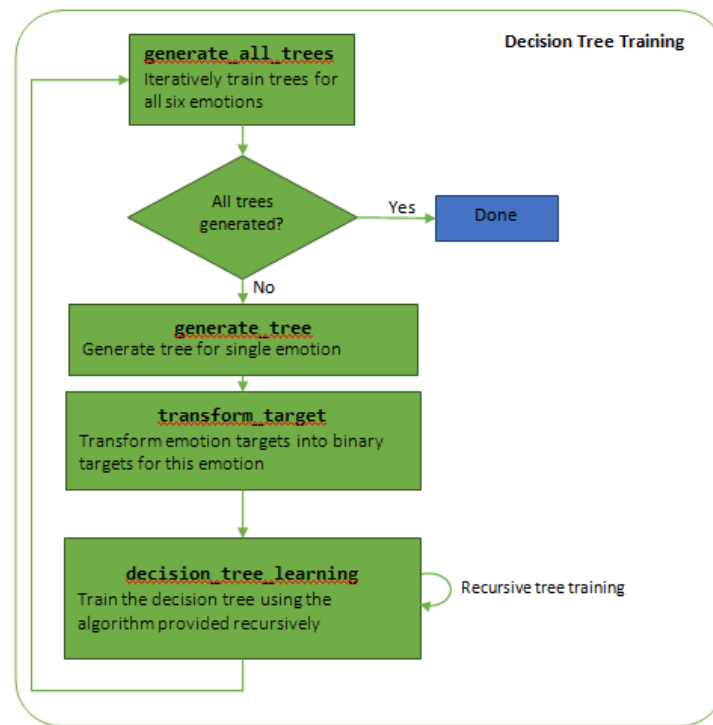 Decision Tree Training
generate_all_trees
Iteratively train trees for
all six emotions
All trees
generated?
Yes
Done
No
generate_tree
Generate tree for single emotion
transform_target
Transform emotion targets into binary
targets for this emotion
decision_tree_learning
Train the decision tree using the
algorithm provided recursively
Recursive tree training